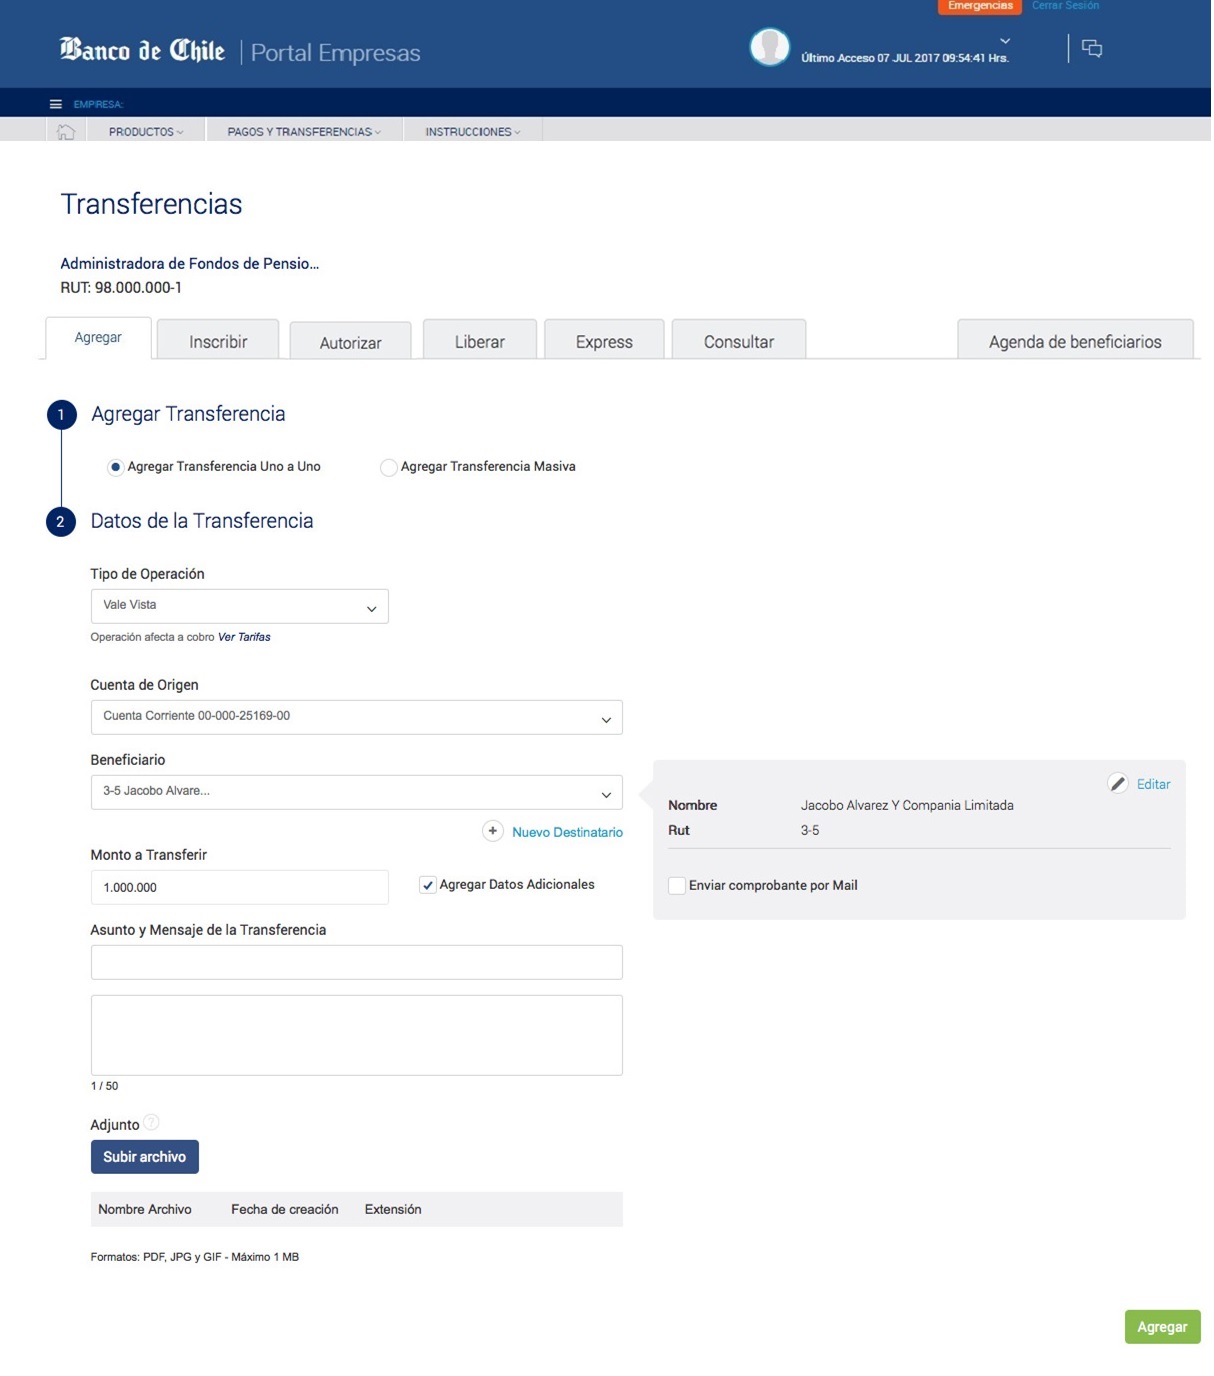 Emergencias Cerrar Sesión
Banco de Chile | Portal Empresas
Último Acceso 07 JUL 2017 09:54:41 Hrs.
EMPRESA:
PRODUCTOS PAGOS Y TRANSFERENCIAS INSTRUCCIONES
Transferencias
Administradora de Fondos de Pensio...
RUT: 98.000.000-1
Agregar Inscribir Autorizar Liberar Express Consultar Agenda de beneficiarios
1 Agregar Transferencia
Agregar Transferencia Uno a Uno Agregar Transferencia Masiva
2 Datos de la Transferencia
Tipo de Operación
Vale Vista
Operación afecta a cobro Ver Tarifas
Cuenta de Origen
Cuenta Corriente 00-000-25169-00
Beneficiario
3-5 Jacobo Alvare...
Nuevo Destinatario
Editar
Nombre Jacobo Alvarez Y Compania Limitada
Rut 3-5
Enviar comprobante por Mail
Monto a Transferir
1.000.000 Agregar Datos Adicionales
Asunto y Mensaje de la Transferencia
1 / 50
Adjunto ?
Subir archivo
Nombre Archivo Fecha de creación Extensión
Formatos: PDF, JPG y GIF - Máximo 1 MB
Agregar